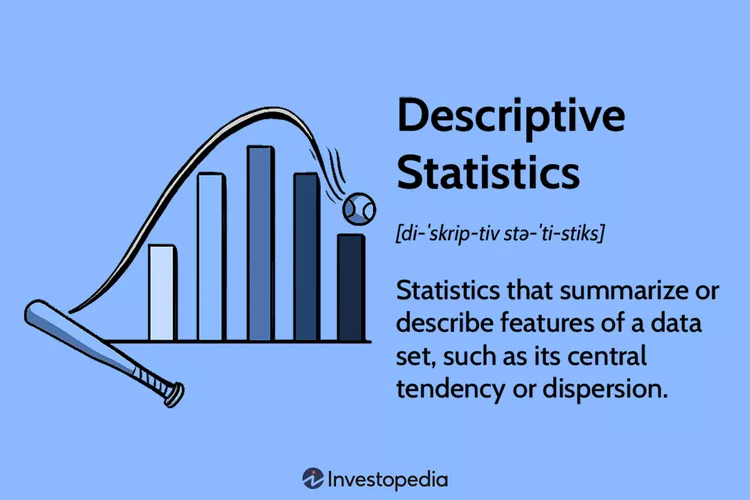 Descriptive
Statistics
[di-ˈskrip-tiv stə-ˈti-stiks]
Statistics that summarize or
describe features of a data
set, such as its central
tendency or dispersion.
Investopedia